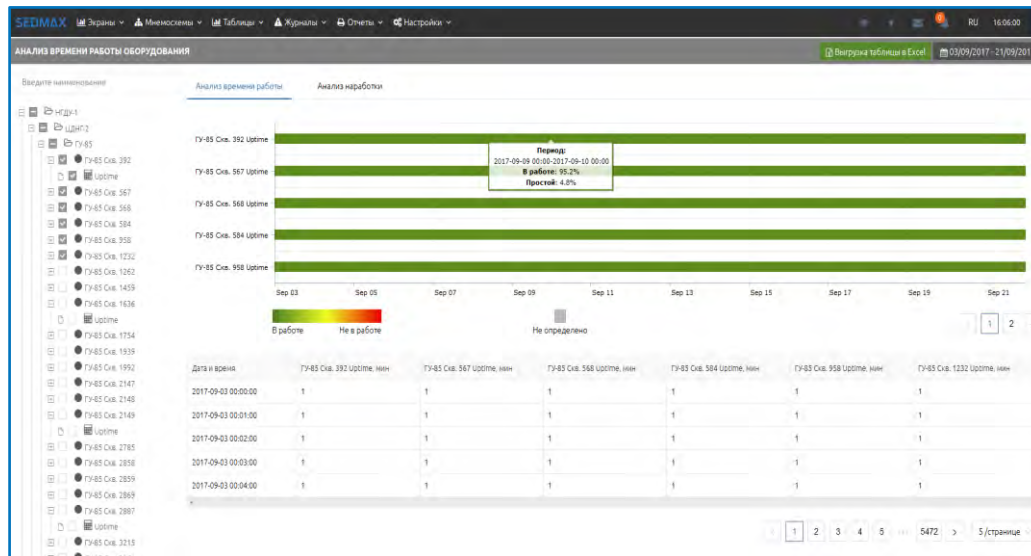 SEDMAX Экраны Мнемосхемы Таблицы Журналы Отчеты Настройки 0 RU 16:06:00
АНАЛИЗ ВРЕМЕНИ РАБОТЫ ОБОРУДОВАНИЯ Выгрузка таблицы в Excel 03/09/2017 - 21/09/201
Введите наименование
Анализ времени работы Анализ наработки
НГДУ-1
ЦДНГ-2
ГУ-85
ГУ-85 Скв. 392
Uptime
ГУ-85 Скв. 567
ГУ-85 Скв. 568
ГУ-85 Скв. 584
ГУ-85 Скв. 958
ГУ-85 Скв. 1232
ГУ-85 Скв. 1262
ГУ-85 Скв. 1459
ГУ-85 Скв. 1636
Uptime
ГУ-85 Скв. 1754
ГУ-85 Скв. 1939
ГУ-85 Скв. 1992
ГУ-85 Скв. 2147
ГУ-85 Скв. 2148
ГУ-85 Скв. 2149
Uptime
ГУ-85 Скв. 2785
ГУ-85 Скв. 2858
ГУ-85 Скв. 2859
ГУ-85 Скв. 2869
ГУ-85 Скв. 2887
Uptime
ГУ-85 Скв. 3215
ГУ-85 Скв. 392 Uptime
ГУ-85 Скв. 567 Uptime
ГУ-85 Скв. 568 Uptime
ГУ-85 Скв. 584 Uptime
ГУ-85 Скв. 958 Uptime
Период:
2017-09-09 00:00-2017-09-10 00:00
В работе: 95.2%
Простой: 4.8%
Sep 03 Sep 05 Sep 07 Sep 09 Sep 11 Sep 13 Sep 15 Sep 17 Sep 19 Sep 21
В работе Не в работе Не определено
1 2
Дата и время ГУ-85 Скв. 392 Uptime, мин ГУ-85 Скв. 567 Uptime, мин ГУ-85 Скв. 568 Uptime, мин ГУ-85 Скв. 584 Uptime, мин ГУ-85 Скв. 958 Uptime, мин ГУ-85 Скв. 1232 Uptime, мин
2017-09-03 00:00:00 1 1 1 1 1 1
2017-09-03 00:01:00 1 1 1 1 1 1
2017-09-03 00:02:00 1 1 1 1 1 1
2017-09-03 00:03:00 1 1 1 1 1 1
2017-09-03 00:04:00 1 1 1 1 1 1
1 2 3 4 5 ••• 5472 > 5 /странице